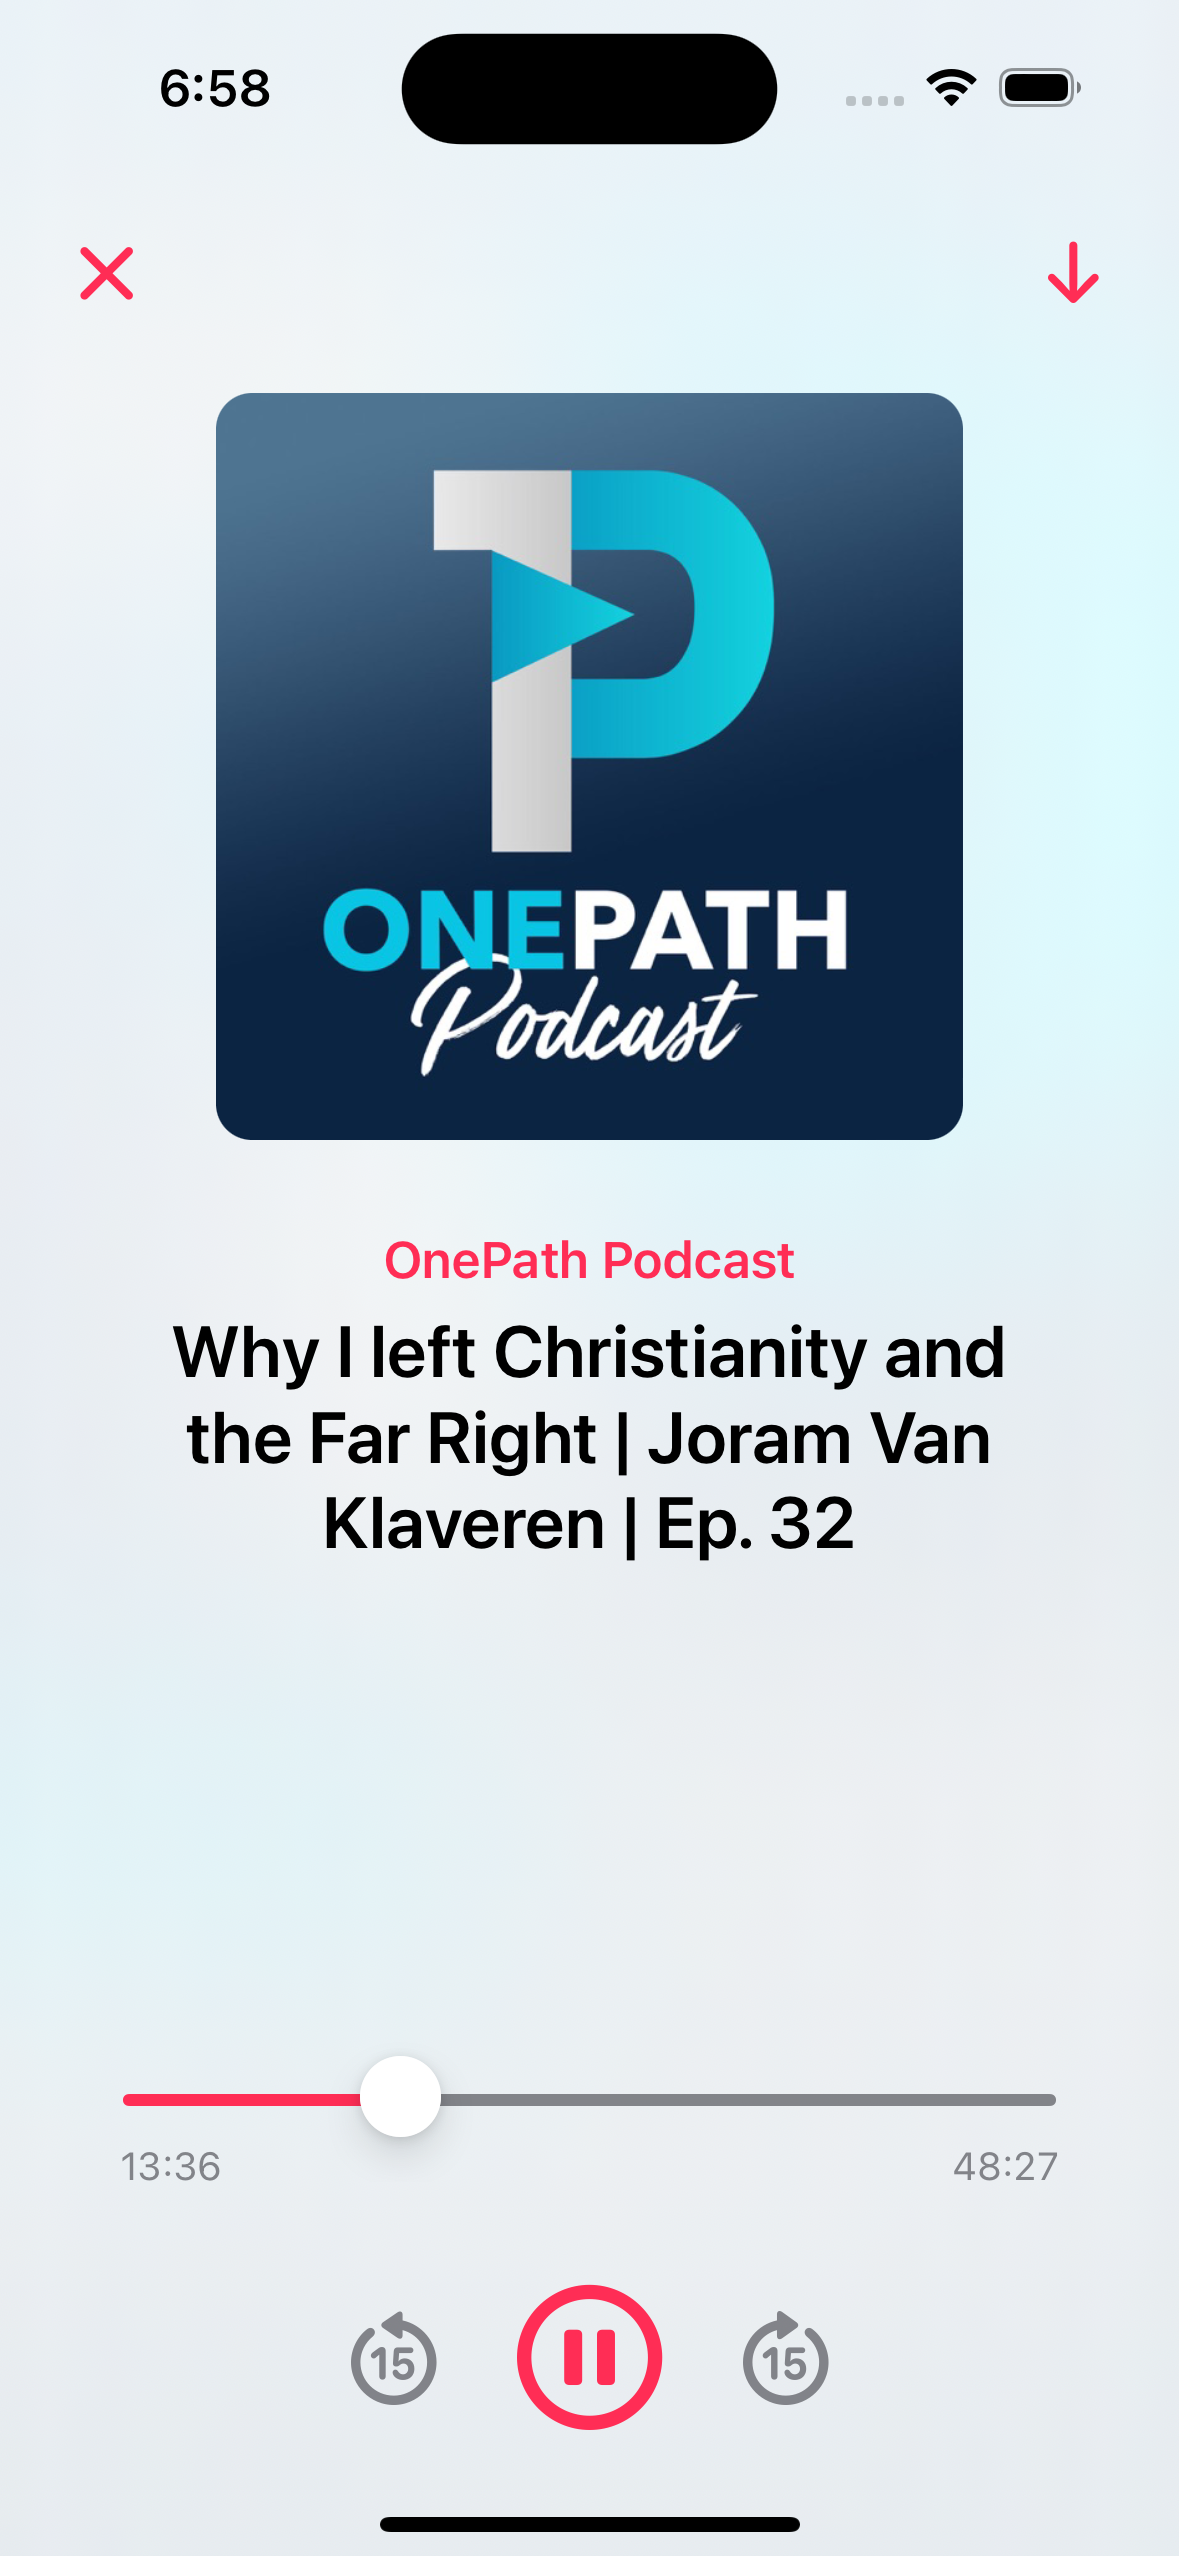 6:58
ONEPATH
Podcast
OnePath Podcast
Why I left Christianity and
the Far Right | Joram Van
Klaveren | Ep. 32
13:36
48:27
15
15